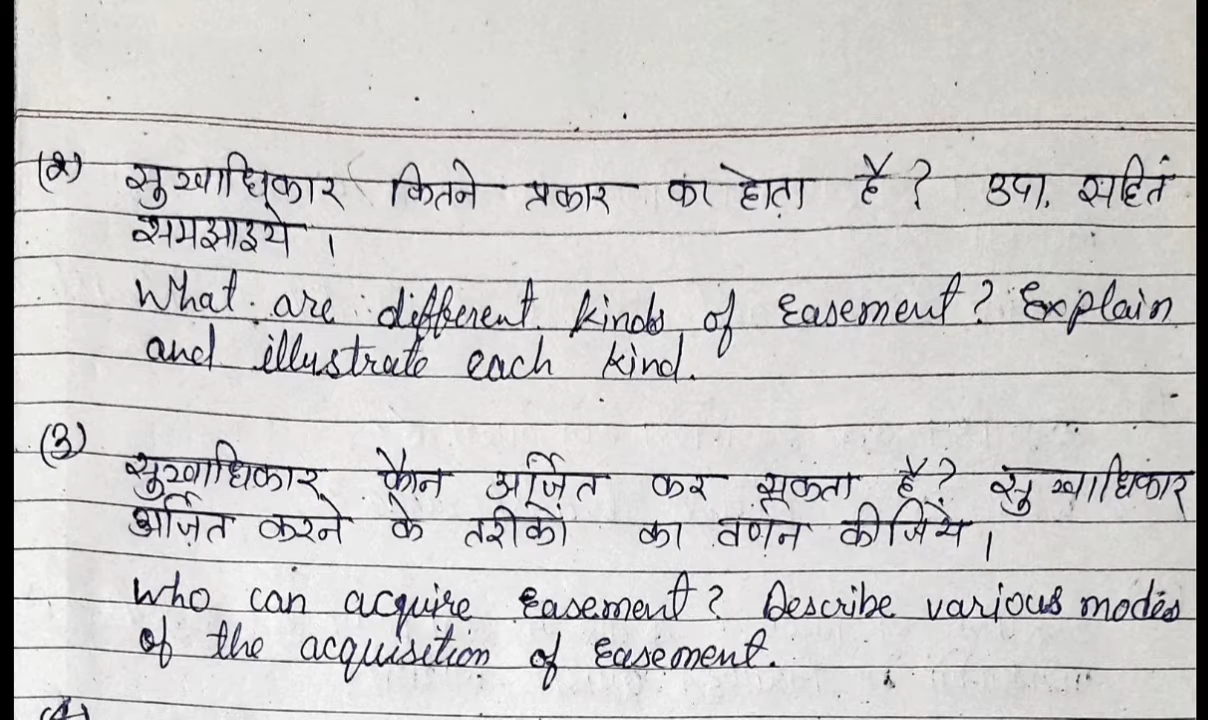 (2) सुखाधिकार कितने प्रकार का होता है ? उदा. सहित
समझाइये ।
What are different kinds of Easement? Explain
and illustrate each kind.
(3) सुखाधिकार कौन अर्जित कर सकता है? सुखाधिकार
अर्जित करने के तरीकों का वर्णन कीजिये ।
Who can acquire Easement? Describe various modes
of the acquisition of Easement.